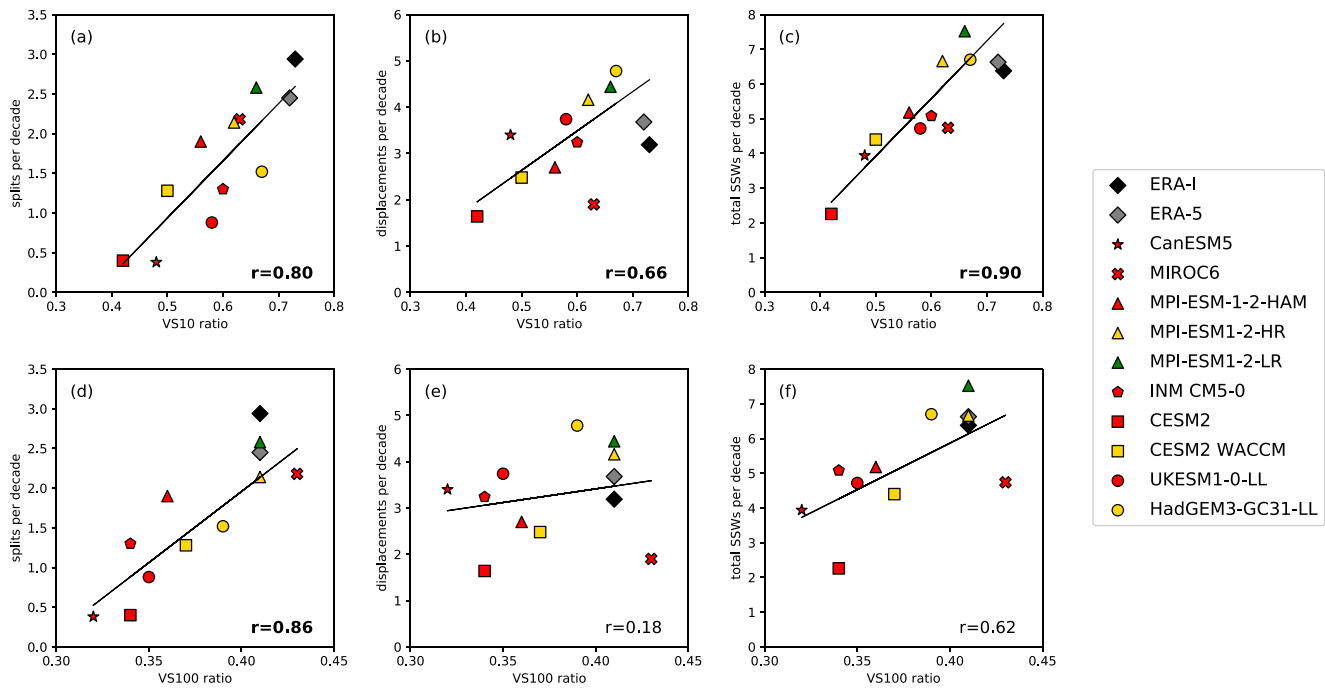 (a)
splits per decade
3.5
3.0
2.5
2.0
1.5
1.0
0.5
0.0
r=0.80
0.3 0.4 0.5 0.6 0.7 0.8
VS10 ratio
(b)
displacements per decade
6
5
4
3
2
1
0
r=0.66
0.3 0.4 0.5 0.6 0.7 0.8
VS10 ratio
(c)
total SSWs per decade
9
8
7
6
5
4
3
2
1
0
r=0.90
0.3 0.4 0.5 0.6 0.7 0.8
VS10 ratio
(d)
splits per decade
3.5
3.0
2.5
2.0
1.5
1.0
0.5
0.0
r=0.86
0.30 0.35 0.40 0.45
VS100 ratio
(e)
displacements per decade
6
5
4
3
2
1
0
r=0.18
0.30 0.35 0.40 0.45
VS100 ratio
(f)
total SSWs per decade
8
7
6
5
4
3
2
1
0
r=0.62
0.30 0.35 0.40 0.45
VS100 ratio
ERA-I
ERA-5
CanESM5
MIROC6
MPI-ESM-1-2-HAM
MPI-ESM1-2-HR
MPI-ESM1-2-LR
INM CM5-0
CESM2
CESM2 WACCM
UKESM1-0-LL
HadGEM3-GC31-LL